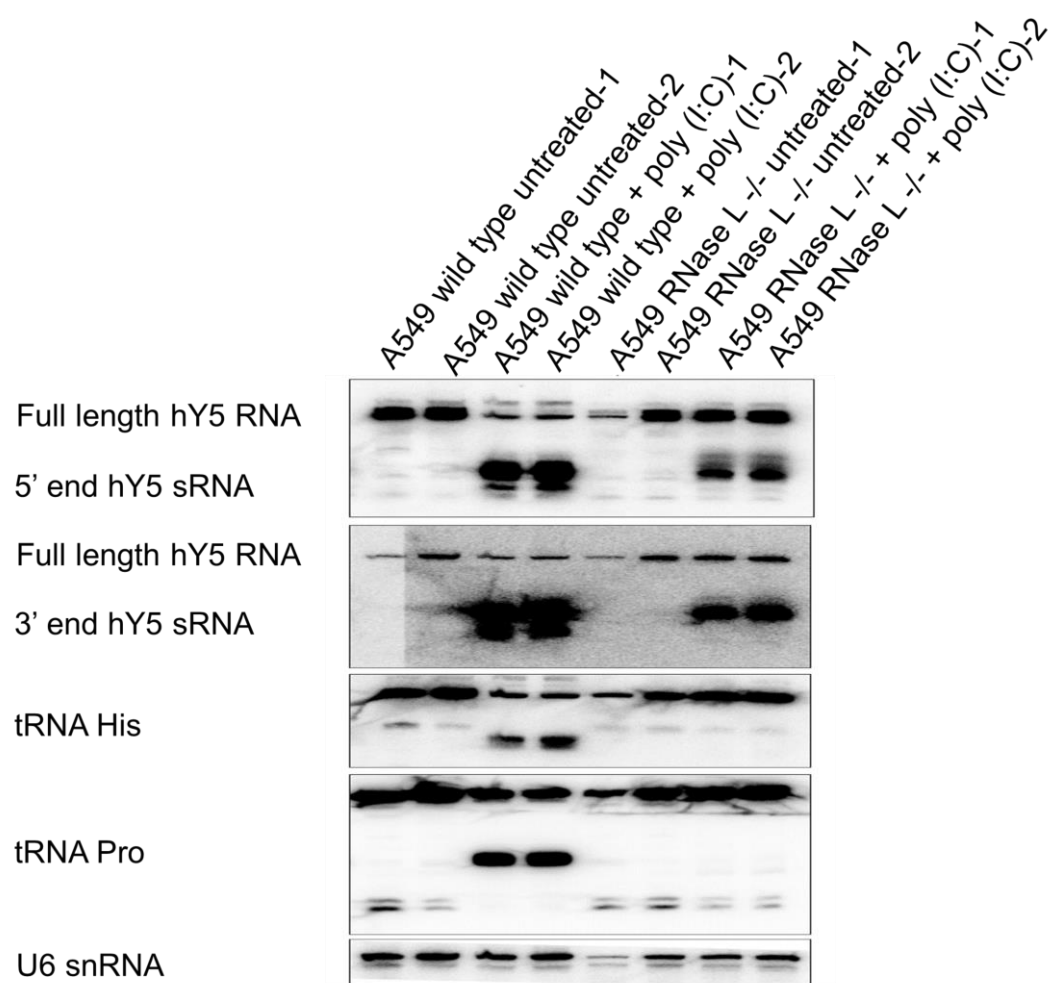 A549 wild type untreated-1
A549 wild type untreated-2
A549 wild type + poly (I:C)-1
A549 wild type + poly (I:C)-2
A549 RNase L -/- untreated-1
A549 RNase L -/- untreated-2
A549 RNase L -/- + poly (I:C)-1
A549 RNase L -/- + poly (I:C)-2
Full length hY5 RNA
5’ end hY5 sRNA
Full length hY5 RNA
3’ end hY5 sRNA
tRNA His
tRNA Pro
U6 snRNA